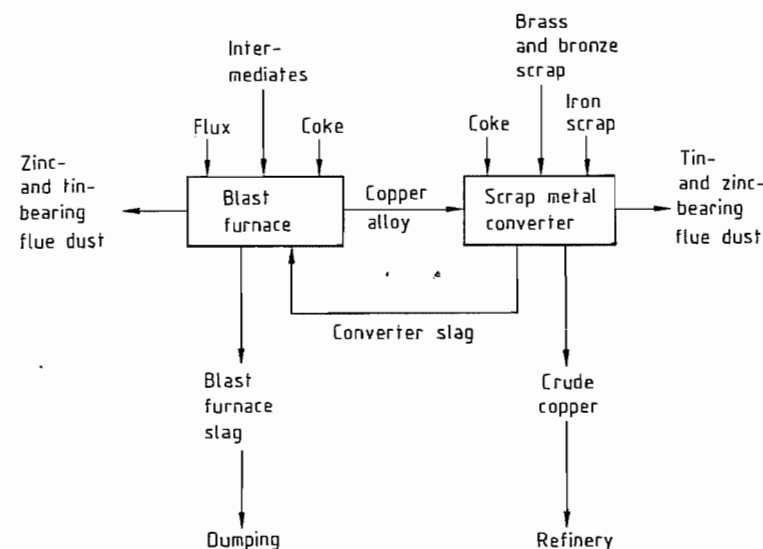 Inter-
mediates
Flux
Coke
Brass
and bronze
scrap
Coke
Iron
scrap
Zinc-
and tin-
bearing
flue dust
Blast
furnace
Copper
alloy
Scrap metal
converter
Tin-
and zinc-
bearing
flue dust
Converter slag
Blast
furnace
slag
Crude
copper
Dumping
Refinery